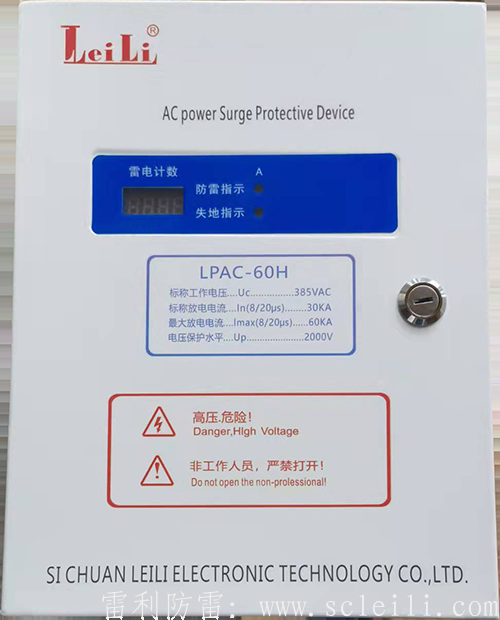 LeiLi®
AC power Surge Protective Device
雷电计数 A
防雷指示
失地指示
LPAC-60H
标称工作电压....Uc................385VAC
标称放电电流....In(8/20μs)........30KA
最大放电电流....Imax(8/20μs)......60KA
电压保护水平....Up......................2000V
高压.危险!
Danger,HIgh Voltage
非工作人员，严禁打开!
Do not open the non-professional!
SI CHUAN LEILI ELECTRONIC TECHNOLOGY CO.,LTD.
雷利防雷: www.scleili.com